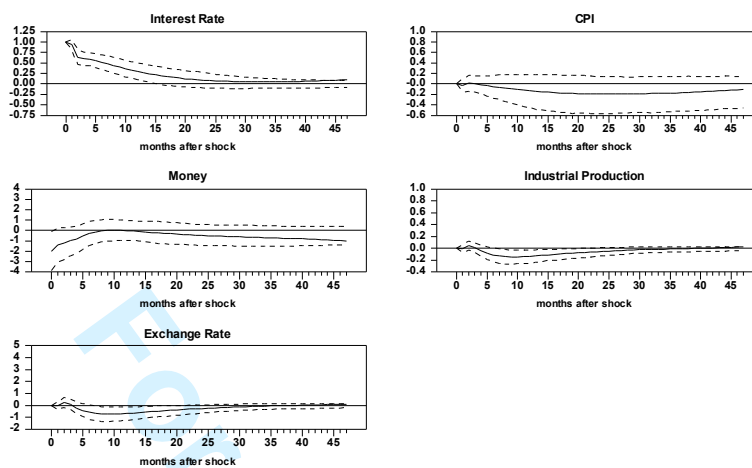 Interest Rate
1.25
1.00
0.75
0.50
0.25
0.00
-0.25
-0.50
-0.75
0 5 10 15 20 25 30 35 40 45
months after shock
CPI
1.0
0.8
0.6
0.4
0.2
-0.0
-0.2
-0.4
-0.6
0 5 10 15 20 25 30 35 40 45
months after shock
Money
4
3
2
1
0
-1
-2
-3
-4
0 5 10 15 20 25 30 35 40 45
months after shock
Industrial Production
1.0
0.8
0.6
0.4
0.2
-0.0
-0.2
-0.4
0 5 10 15 20 25 30 35 40 45
months after shock
Exchange Rate
5
4
3
2
1
0
-1
-2
0 5 10 15 20 25 30 35 40 45
months after shock
For